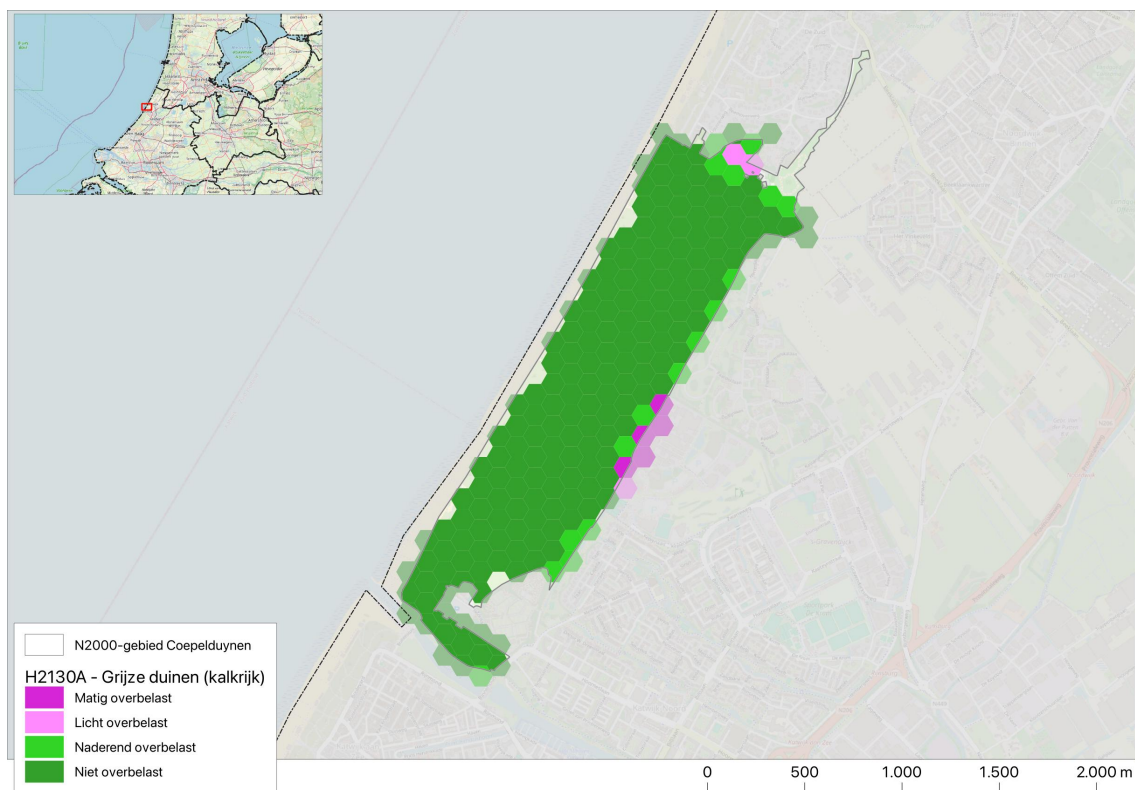 N2000-gebied Coepelduynen
H2130A - Grijze duinen (kalkrijk)
Matig overbelast
Licht overbelast
Naderend overbelast
Niet overbelast
0 500 1.000 1.500 2.000 m